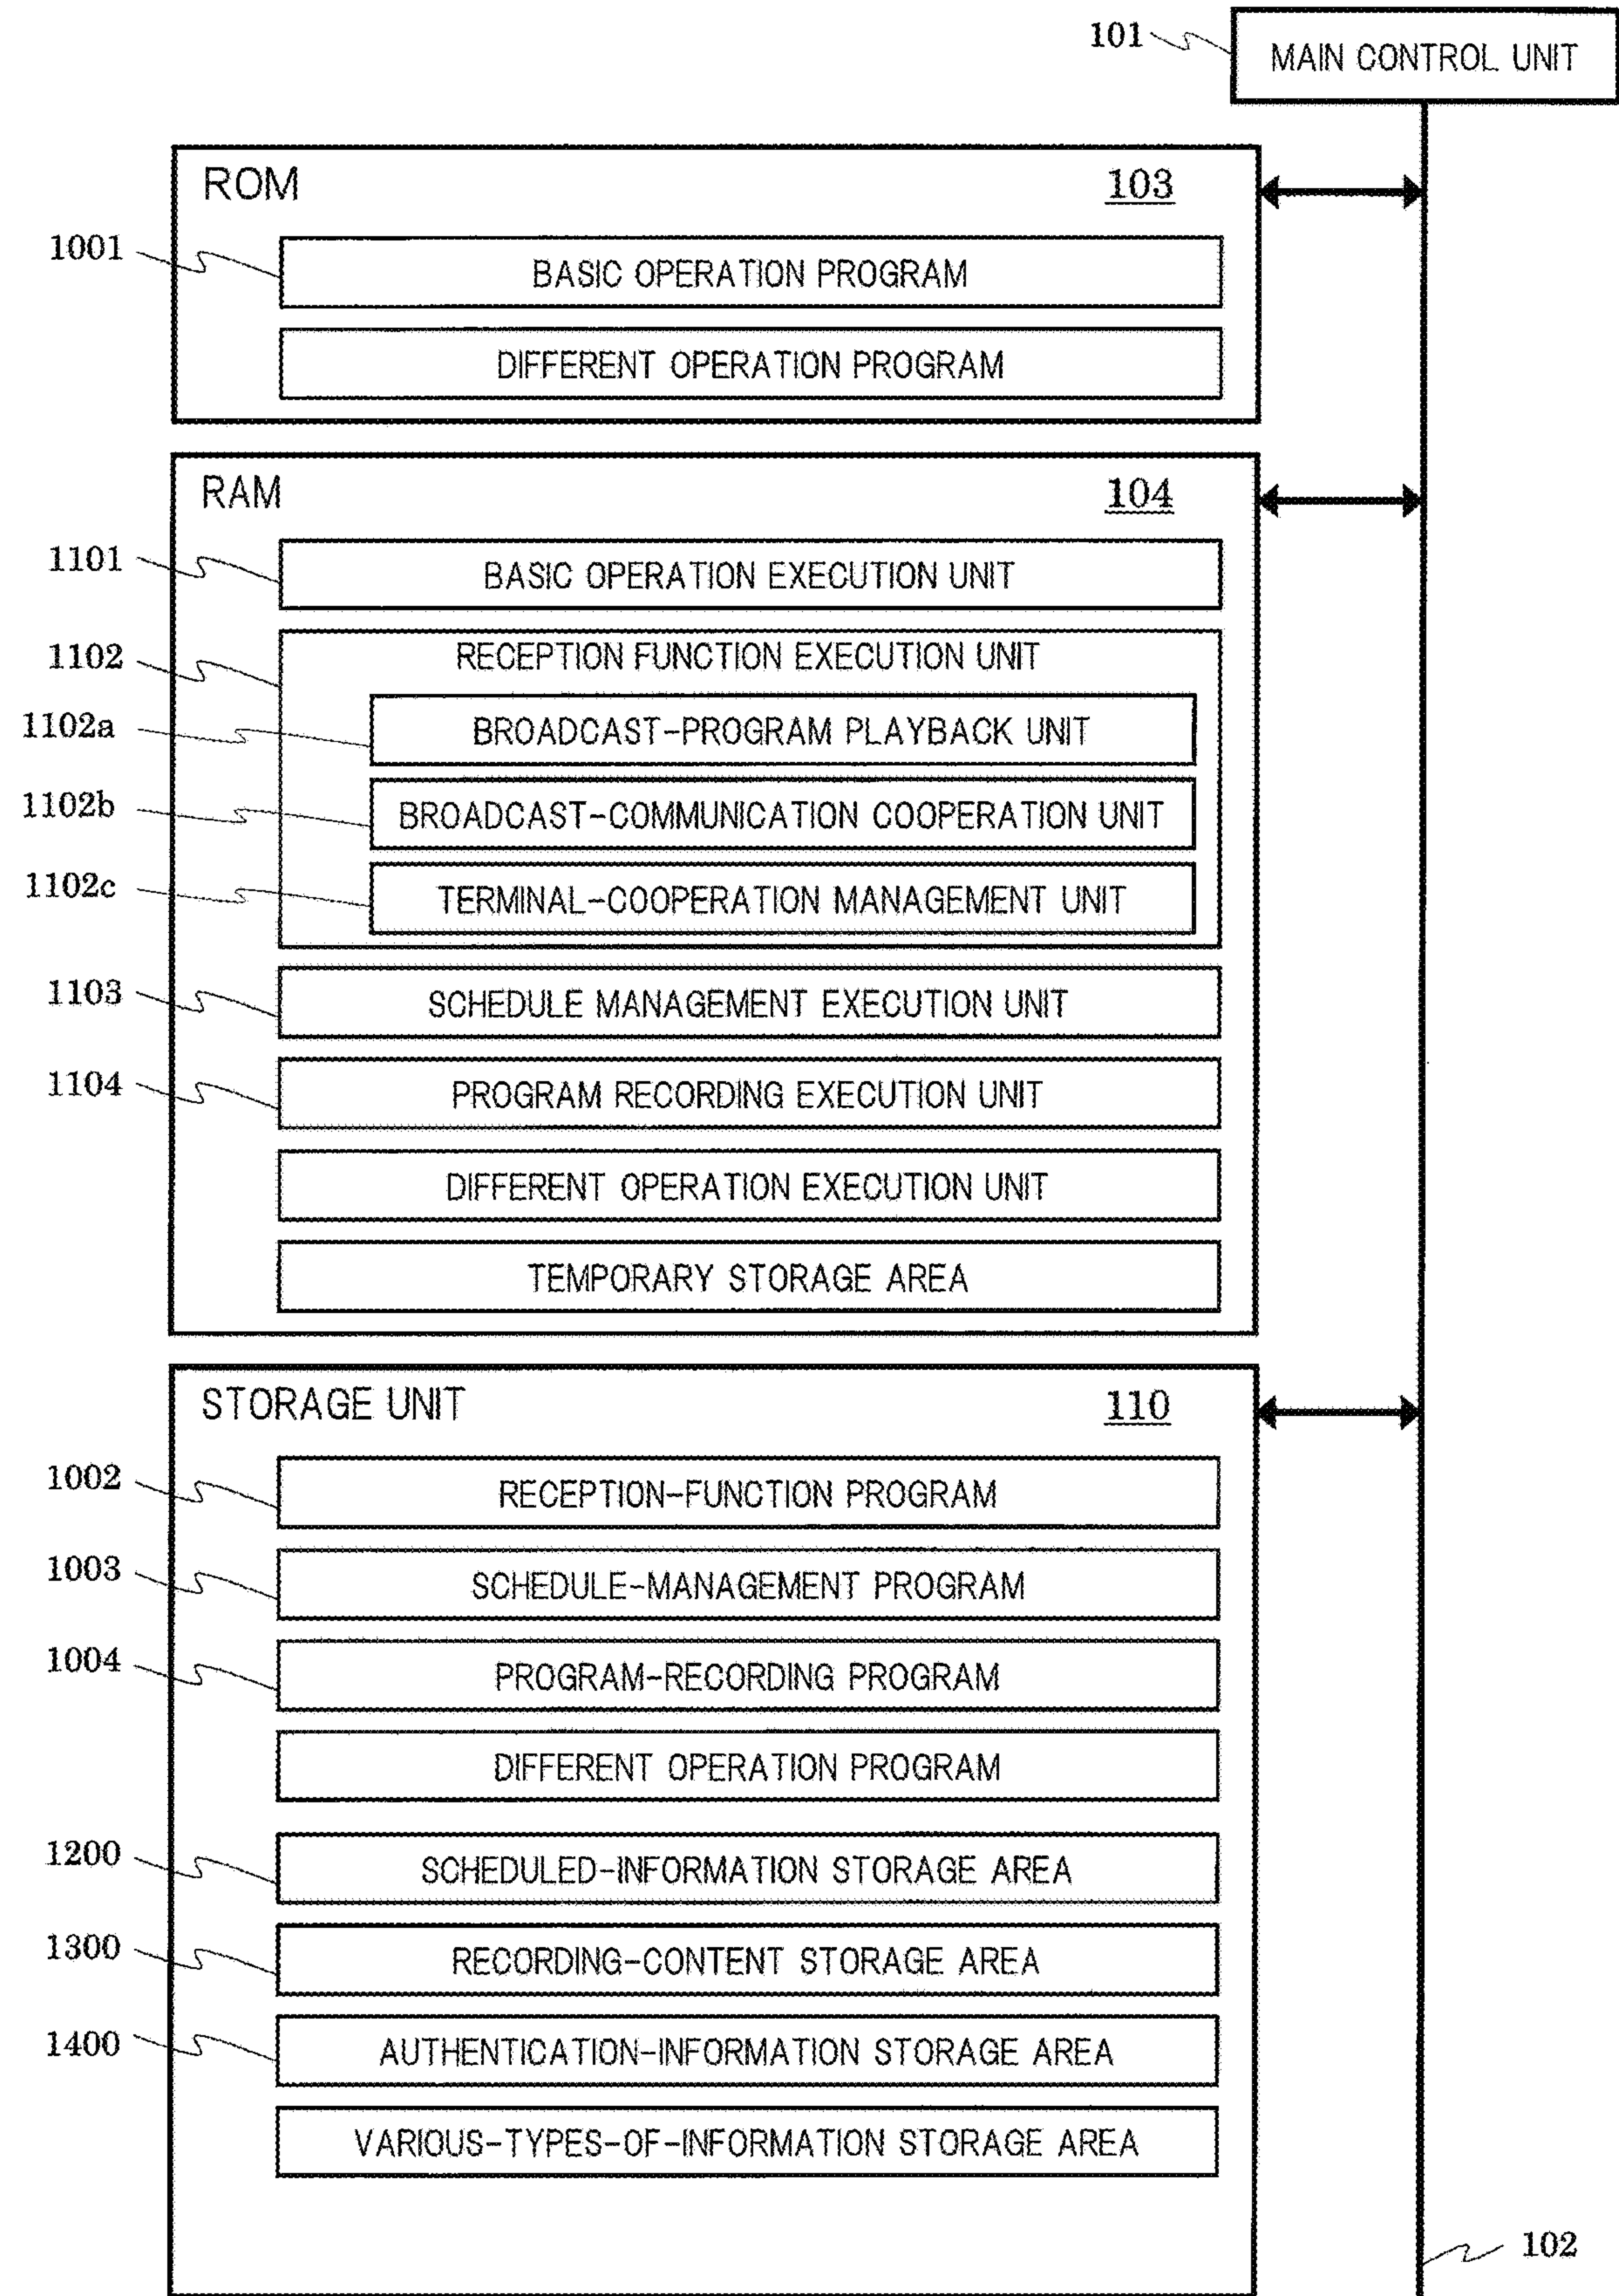 101
MAIN CONTROL UNIT
ROM
103
1001
BASIC OPERATION PROGRAM
DIFFERENT OPERATION PROGRAM
RAM
104
1101
BASIC OPERATION EXECUTION UNIT
1102
RECEPTION FUNCTION EXECUTION UNIT
1102a
BROADCAST-PROGRAM PLAYBACK UNIT
1102b
BROADCAST-COMMUNICATION COOPERATION UNIT
1102c
TERMINAL-COOPERATION MANAGEMENT UNIT
1103
SCHEDULE MANAGEMENT EXECUTION UNIT
1104
PROGRAM RECORDING EXECUTION UNIT
DIFFERENT OPERATION EXECUTION UNIT
TEMPORARY STORAGE AREA
STORAGE UNIT
110
1002
RECEPTION-FUNCTION PROGRAM
1003
SCHEDULE-MANAGEMENT PROGRAM
1004
PROGRAM-RECORDING PROGRAM
DIFFERENT OPERATION PROGRAM
1200
SCHEDULED-INFORMATION STORAGE AREA
1300
RECORDING-CONTENT STORAGE AREA
1400
AUTHENTICATION-INFORMATION STORAGE AREA
VARIOUS-TYPES-OF-INFORMATION STORAGE AREA
102